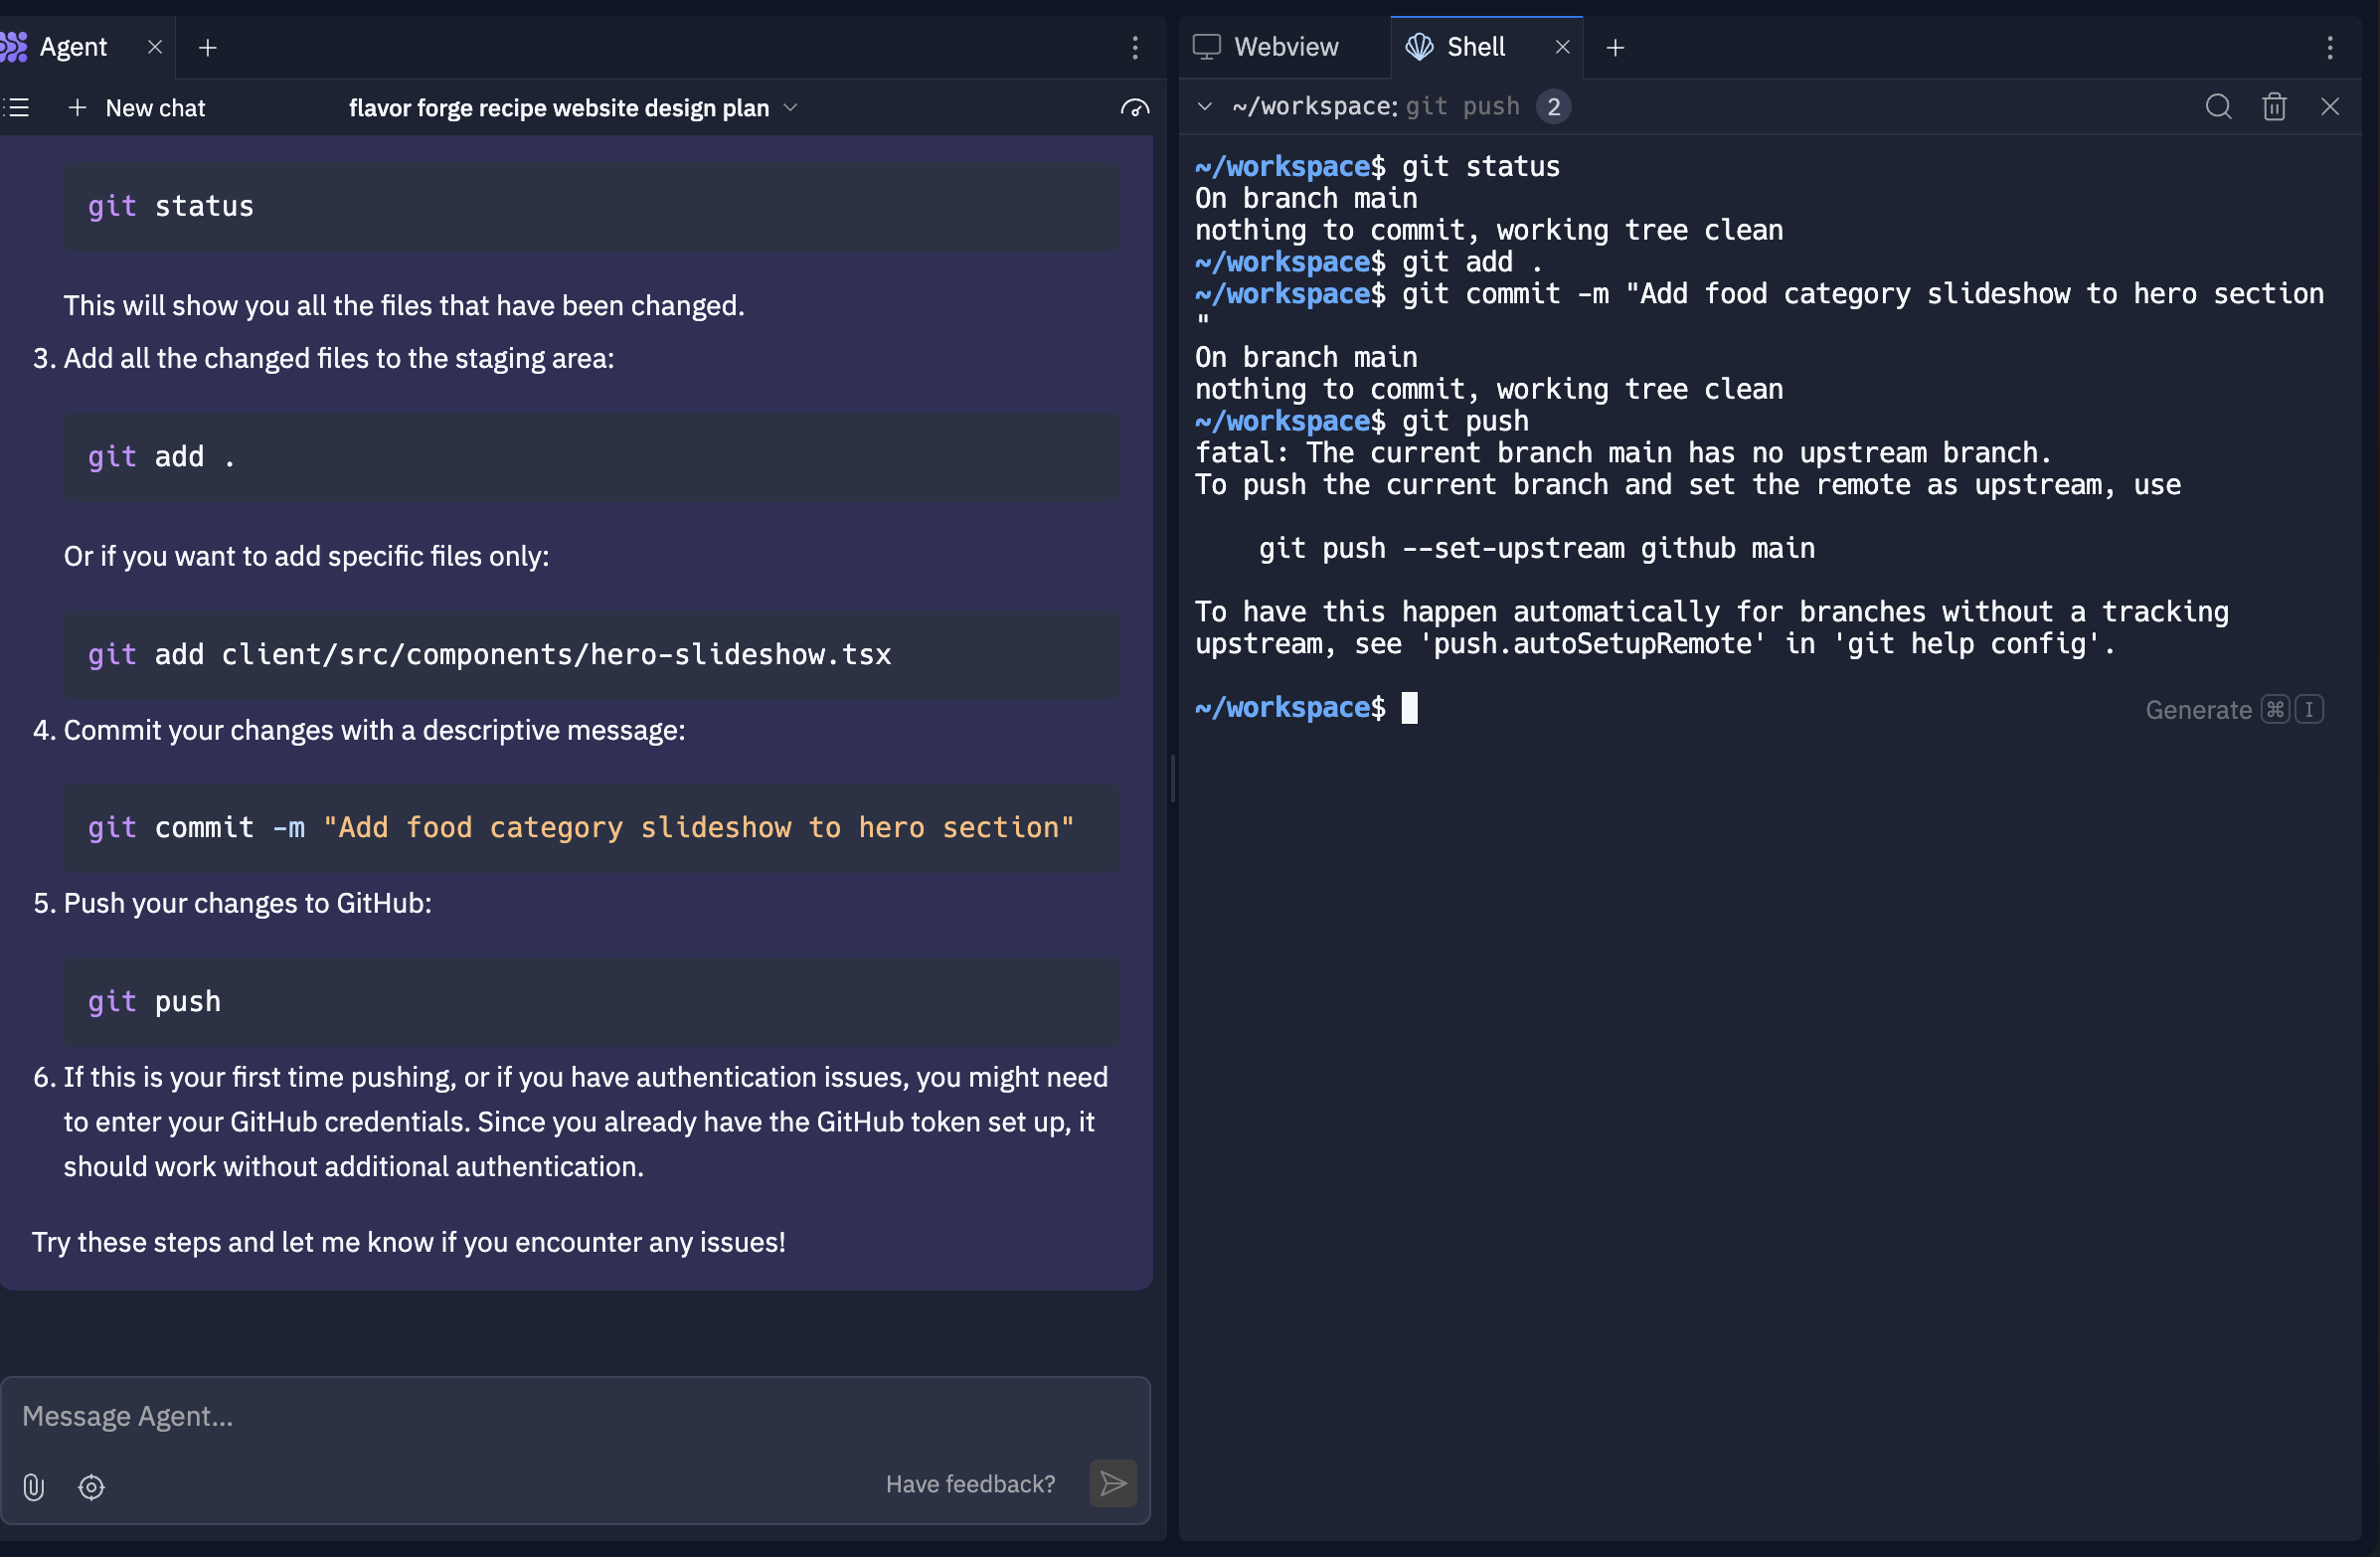 Agent
New chat
flavor forge recipe website design plan
git status
This will show you all the files that have been changed.
3. Add all the changed files to the staging area:
git add .
Or if you want to add specific files only:
git add client/src/components/hero-slideshow.tsx
4. Commit your changes with a descriptive message:
git commit -m "Add food category slideshow to hero section"
5. Push your changes to GitHub:
git push
6. If this is your first time pushing, or if you have authentication issues, you might need
to enter your GitHub credentials. Since you already have the GitHub token set up, it
should work without additional authentication.
Try these steps and let me know if you encounter any issues!
Message Agent...
Have feedback?
Webview
Shell
~/workspace: git push 2
~/workspace$ git status
On branch main
nothing to commit, working tree clean
~/workspace$ git add .
~/workspace$ git commit -m "Add food category slideshow to hero section
"
On branch main
nothing to commit, working tree clean
~/workspace$ git push
fatal: The current branch main has no upstream branch.
To push the current branch and set the remote as upstream, use
git push --set-upstream github main
To have this happen automatically for branches without a tracking
upstream, see 'push.autoSetupRemote' in 'git help config'.
~/workspace$
Generate ⌘ I